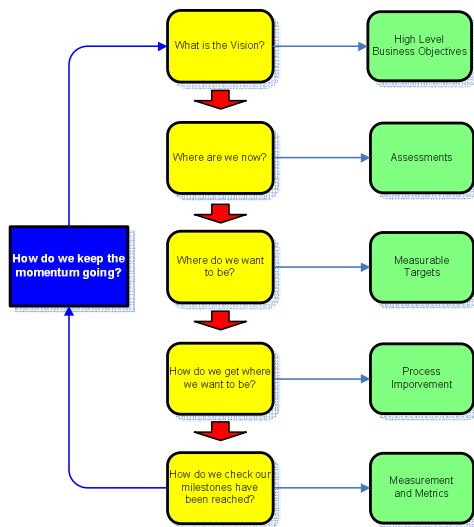 What is the Vision?
High Level
Business Objectives
Where are we now?
Assessments
How do we keep the
momentum going?
Where do we want
to be?
Measurable
Targets
How do we get where
we want to be?
Process
Imporvement
How do we check our
milestones have
been reached?
Measurement
and Metrics